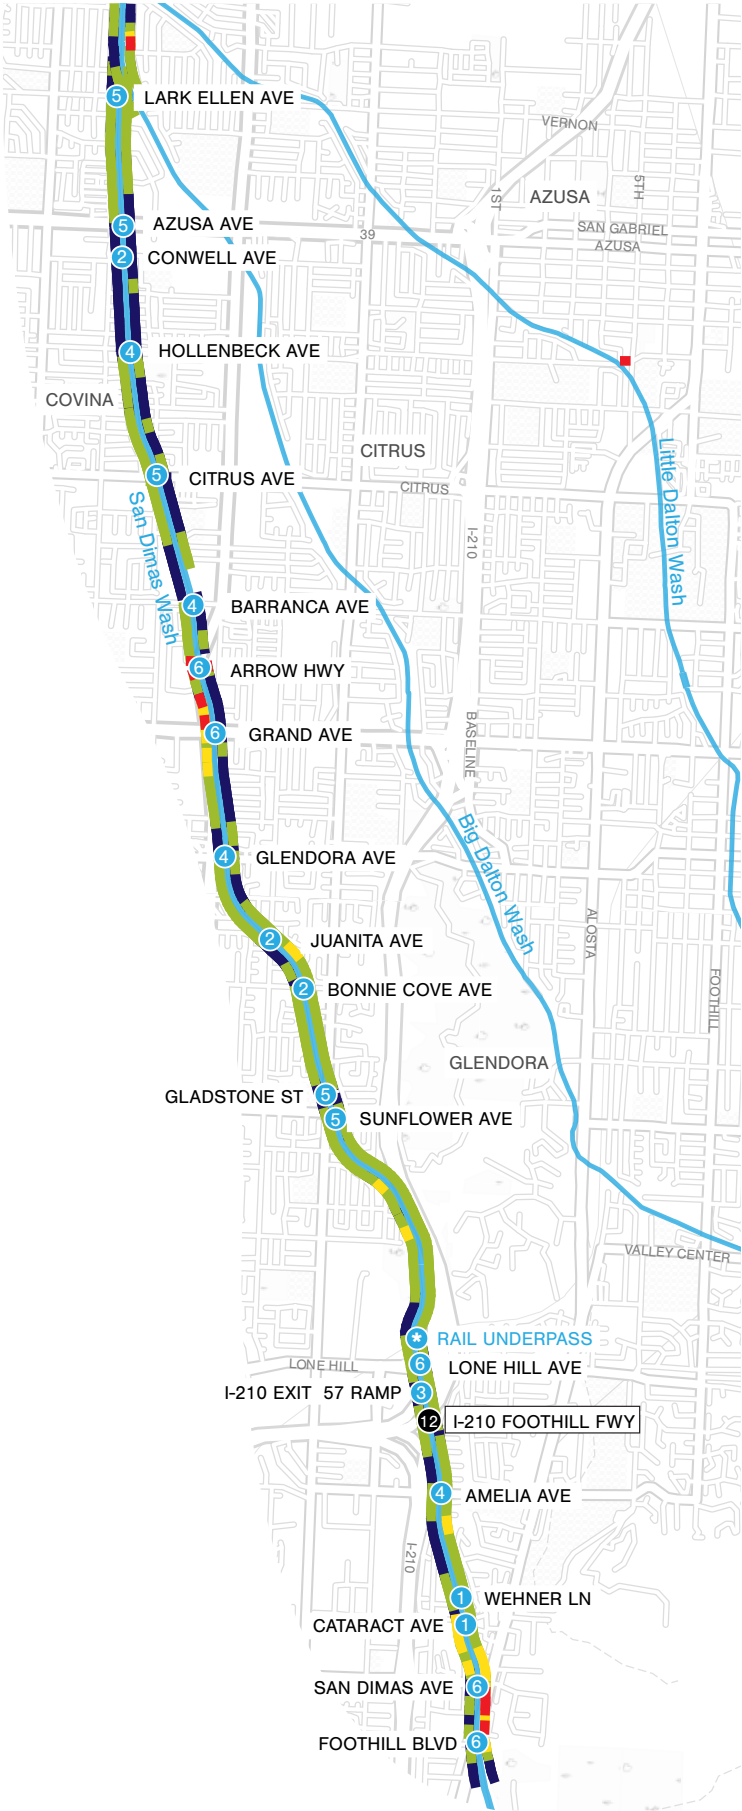 VERNON
5 LARK ELLEN AVE
1ST
5TH
AZUSA
5 AZUSA AVE
39
SAN GABRIEL
AZUSA
2 CONWELL AVE
4 HOLLENBECK AVE
COVINA
CITRUS
5 CITRUS AVE
CITRUS
Little Dalton Wash
San Dimas Wash
I-210
4 BARRANCA AVE
6 ARROW HWY
6 GRAND AVE
BASELINE
Big Dalton Wash
4 GLENDORA AVE
ALOSTA
2 JUANITA AVE
2 BONNIE COVE AVE
FOOTHILL
GLENDORA
GLADSTONE ST 5
5 SUNFLOWER AVE
VALLEY CENTER
* RAIL UNDERPASS
LONE HILL
6 LONE HILL AVE
I-210 EXIT 57 RAMP 3
12 I-210 FOOTHILL FWY
4 AMELIA AVE
I-210
1 WEHNER LN
CATARACT AVE 1
SAN DIMAS AVE 6
FOOTHILL BLVD 6